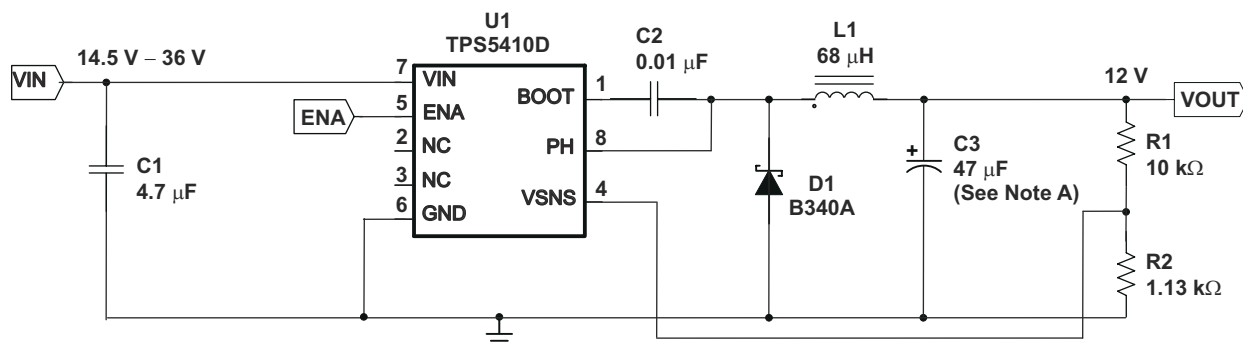 U1
TPS5410D
VIN
14.5 V – 36 V
7
VIN
5
ENA
ENA
2
NC
3
NC
6
GND
BOOT
1
PH
8
VSNS
4
C1
4.7 μF
C2
0.01 μF
L1
68 μH
D1
B340A
+
C3
47 μF
(See Note A)
12 V
VOUT
R1
10 kΩ
R2
1.13 kΩ